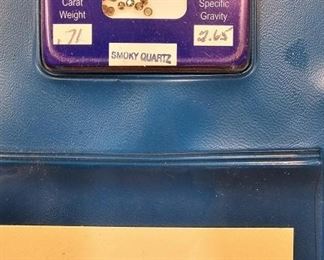 Carat Specific
Weight Gravity
.71 2.65
SMOKY QUARTZ